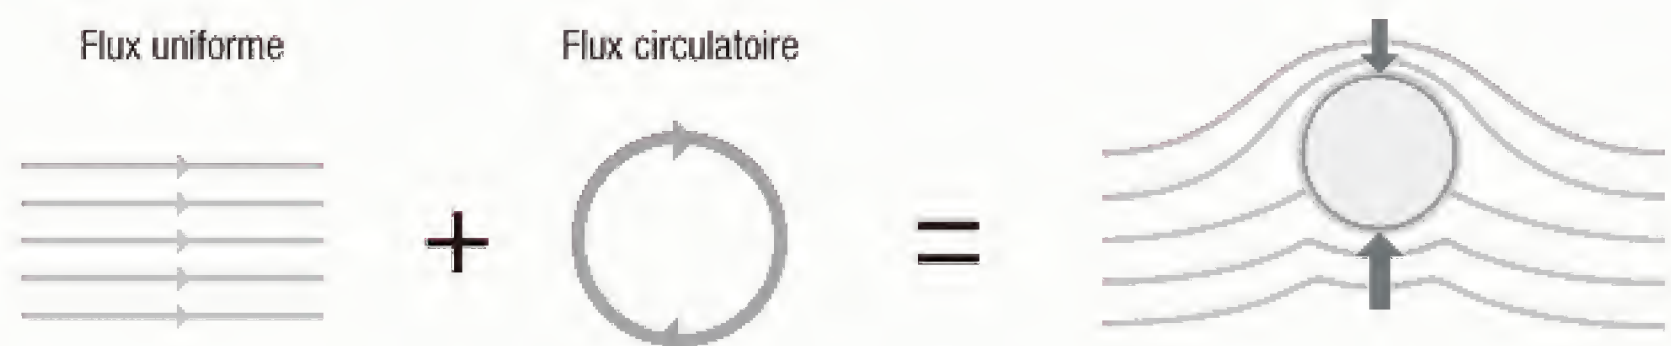 Flux uniforme
Flux circulatoire
+
=